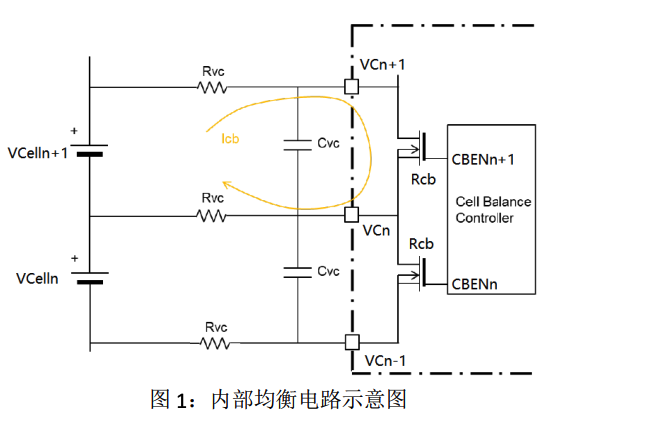 Rvc
VCn+1
+
Icb
Cvc
VCelln+1
CBENn+1
Rcb
Rvc
Cell Balance
Controller
VCn
Rcb
+
Cvc
VCelln
CBENn
Rvc
VCn-1
图 1：内部均衡电路示意图